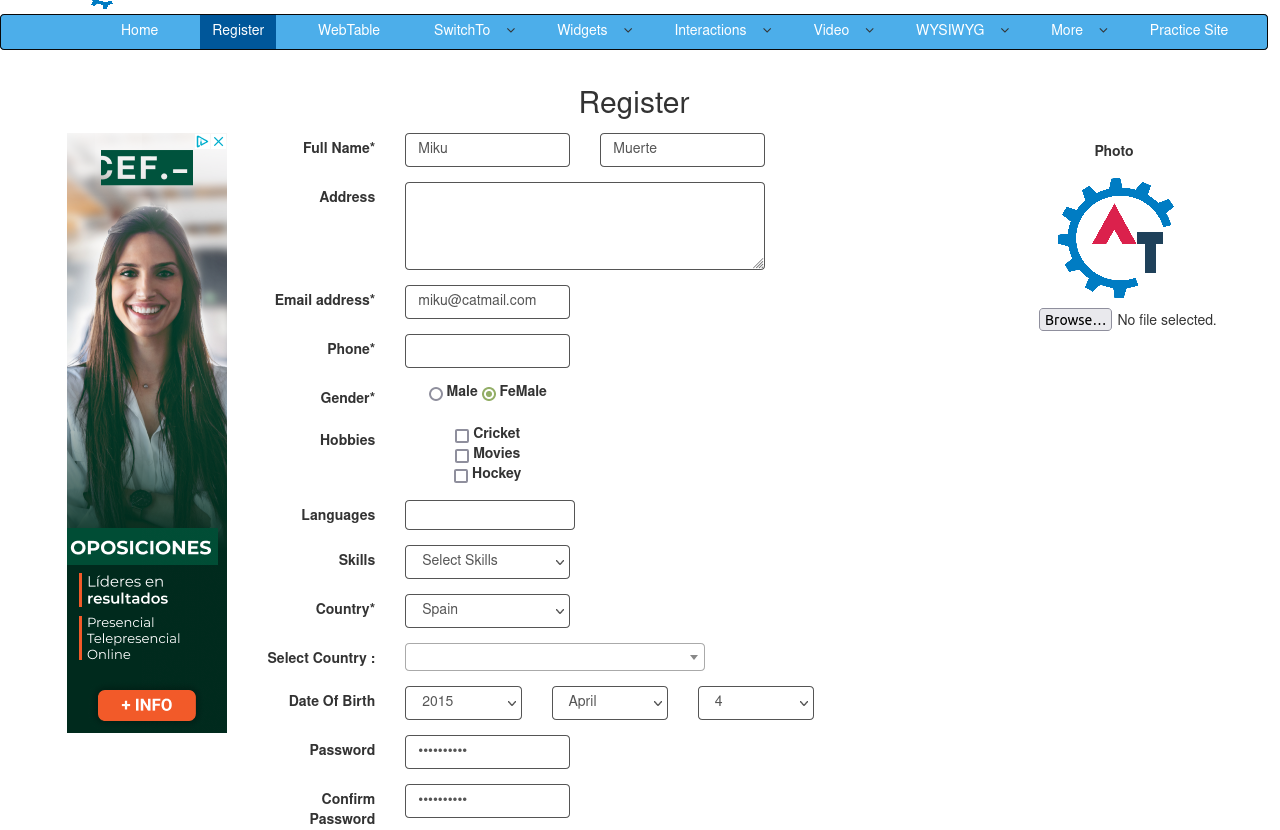 Home Register WebTable SwitchTo Widgets Interactions Video WYSIWYG More Practice Site
Register
CEF.–
OPOSICIONES
Líderes en
resultados
Presencial
Telepresencial
Online
+ INFO
Full Name* Miku Muerte
Address
Email address* miku@catmail.com
Phone*
Gender* Male FeMale
Hobbies Cricket
Movies
Hockey
Languages
Skills Select Skills
Country* Spain
Select Country :
Date Of Birth 2015 April 4
Password ••••••••••
Confirm ••••••••••
Password
Photo
AT
Browse... No file selected.